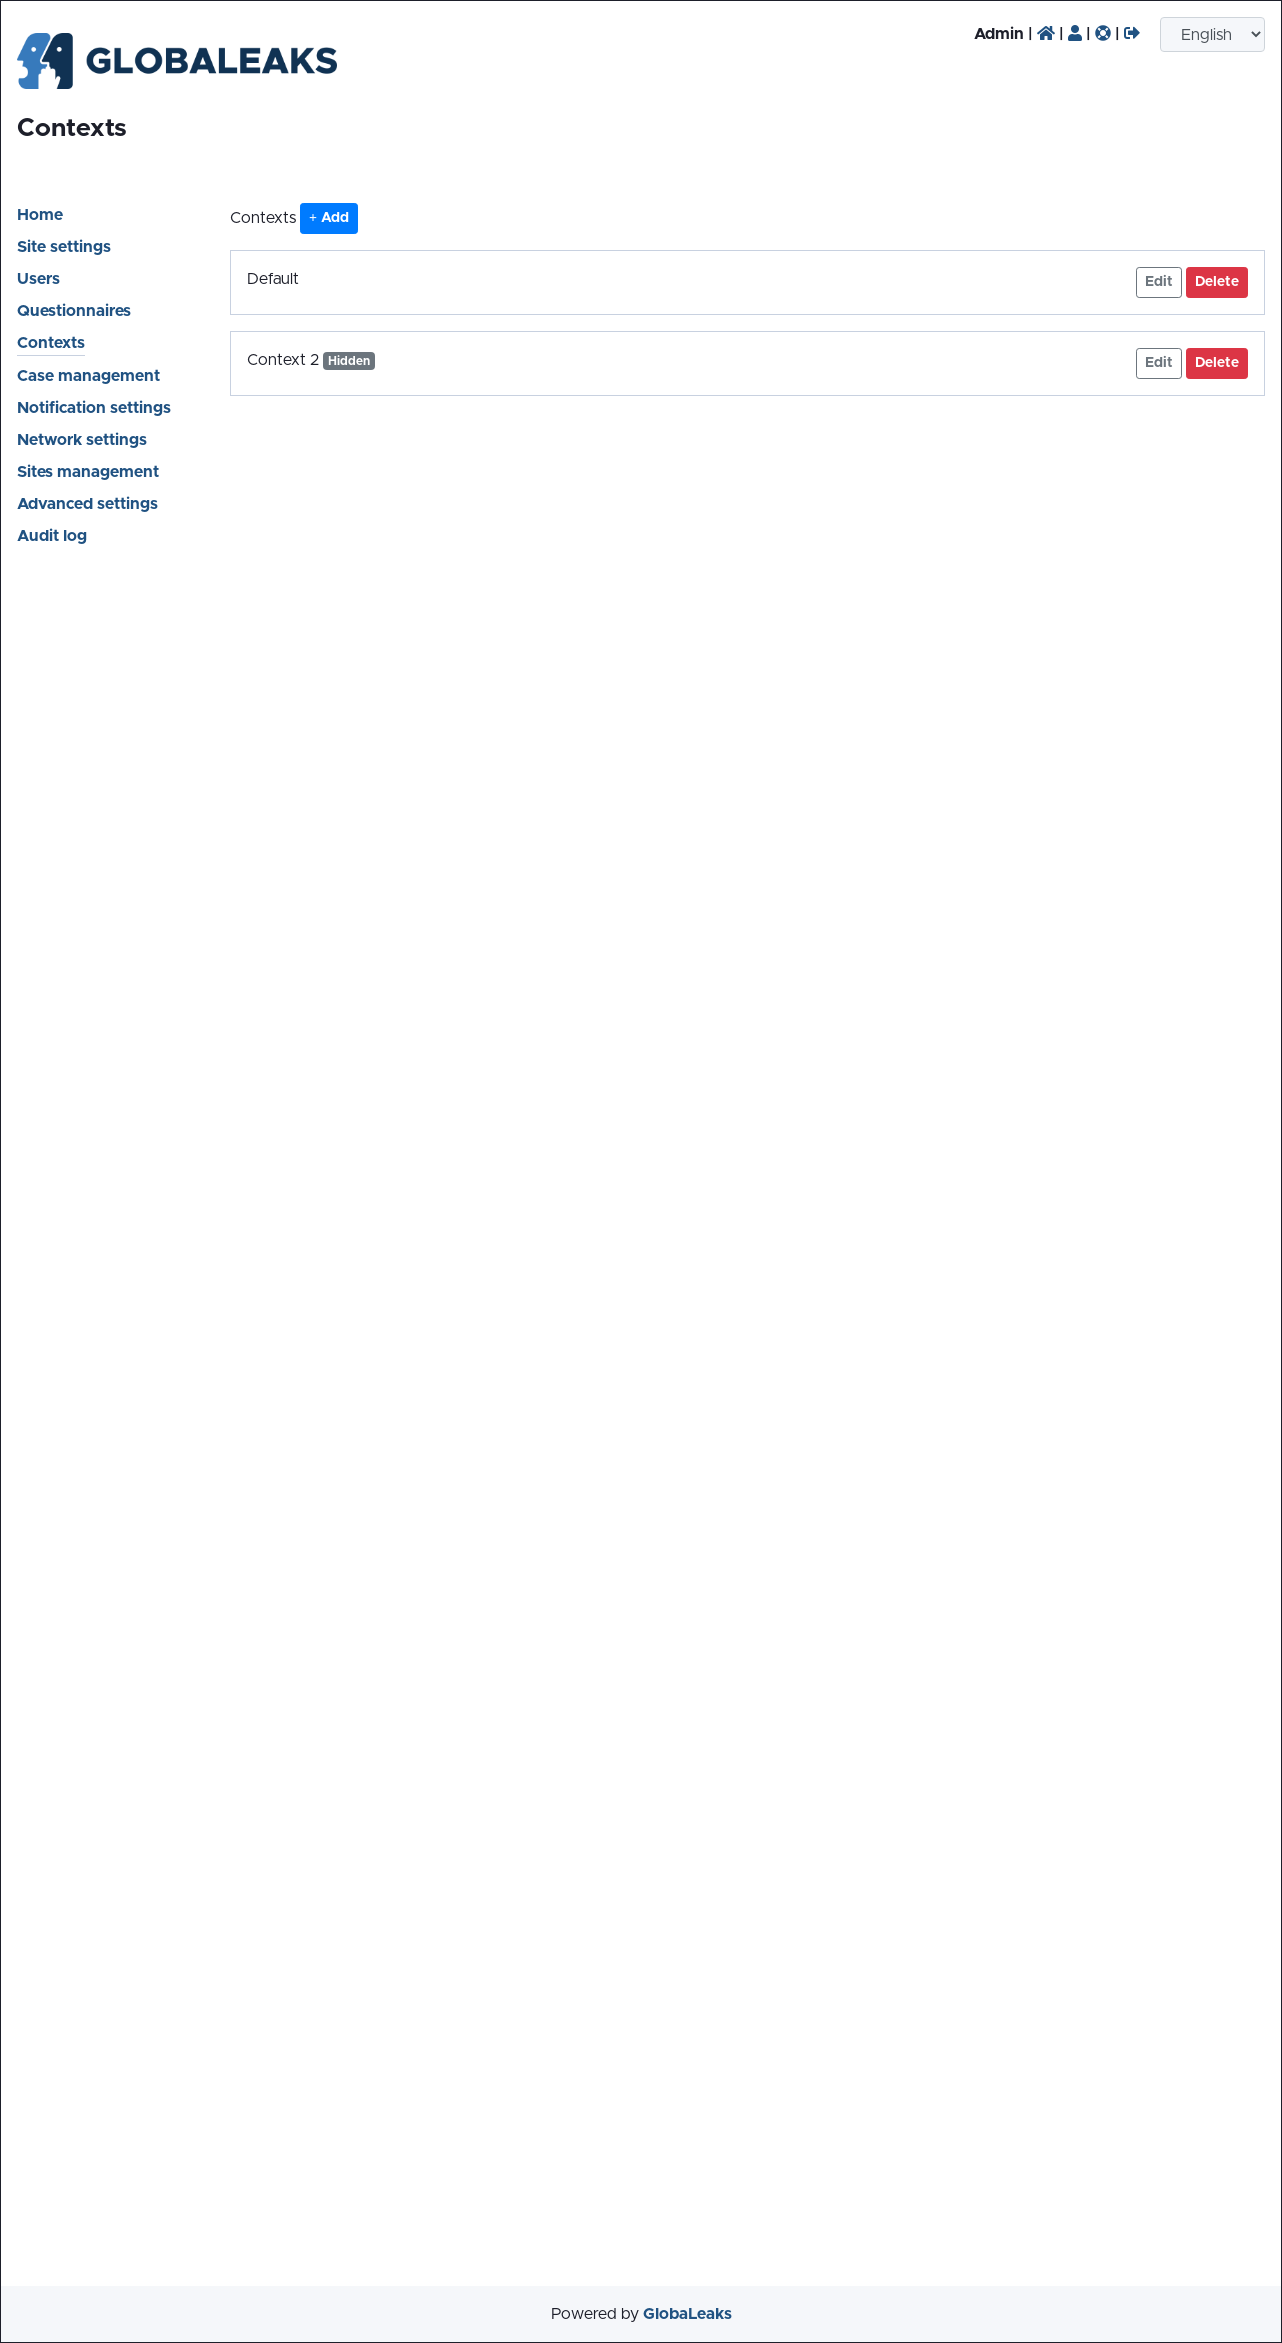 GLOBALEAKS
Admin | | | | English
Contexts
Home
Site settings
Users
Questionnaires
Contexts
Case management
Notification settings
Network settings
Sites management
Advanced settings
Audit log
Contexts + Add
Default Edit Delete
Context 2 Hidden Edit Delete
Powered by GlobaLeaks